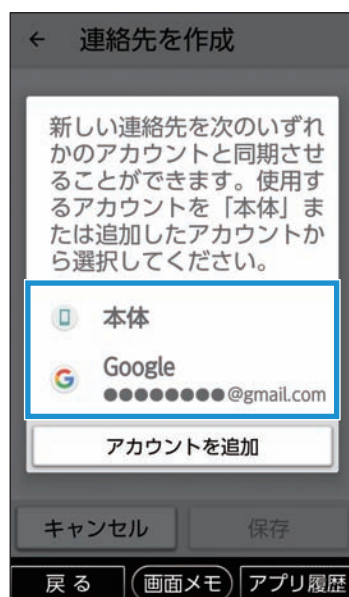 ← 連絡先を作成
新しい連絡先を次のいずれ
かのアカウントと同期させ
ることができます。使用す
るアカウントを「本体」ま
たは追加したアカウントか
ら選択してください。
本体
Google
●●●●●●●●@gmail.com
アカウントを追加
キャンセル 保存
戻る 画面メモ アプリ履歴